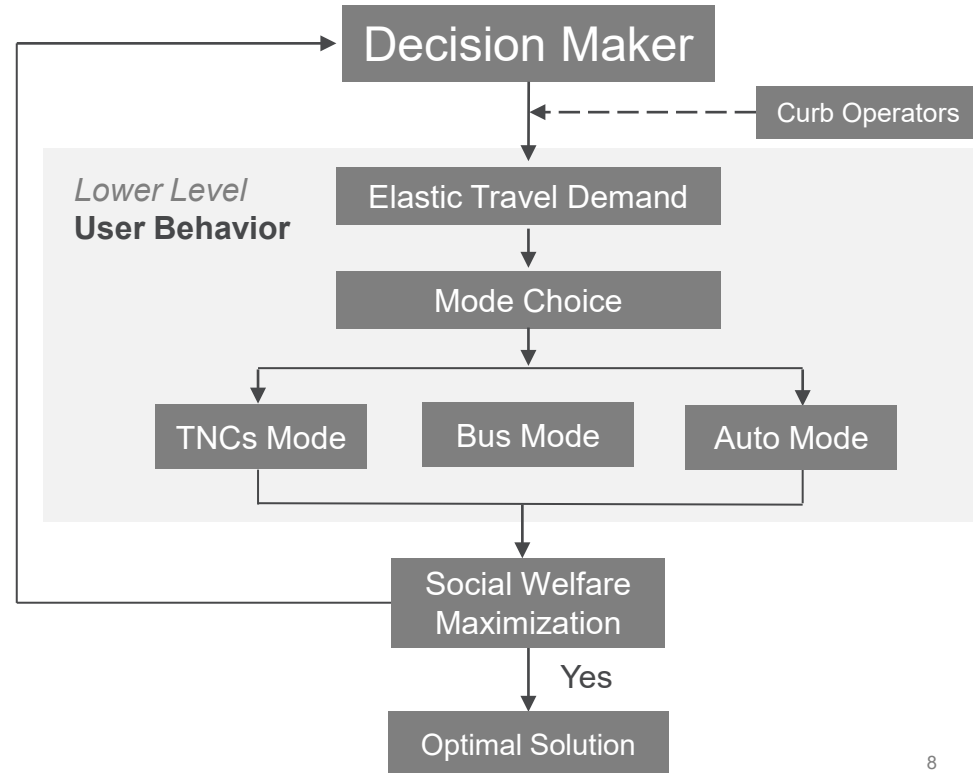 Decision Maker
Curb Operators
Lower Level
User Behavior
Elastic Travel Demand
Mode Choice
TNCs Mode
Bus Mode
Auto Mode
Social Welfare
Maximization
Yes
Optimal Solution
8